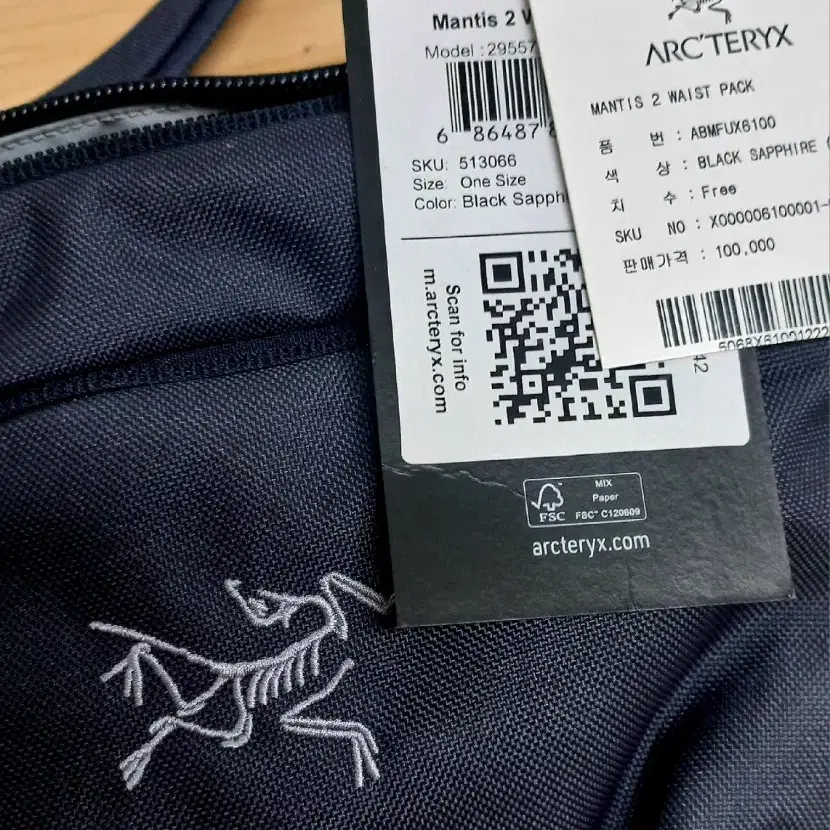 Mantis 2
Model : 29557
6 86487
SKU: 513066
Size: One Size
Color: Black
Scan for info
m.arcteryx.com
42
MIX
Paper
FSC
FSC™ C120609
arcteryx.com
ARC'TERYX
MANTIS 2 WAIST PACK
품 번 : ABMFUX6100
색 상 : BLACK SAPPHIRE (
치 수 : Free
SKU NO : X000006100001-
판매가격 : 100,000